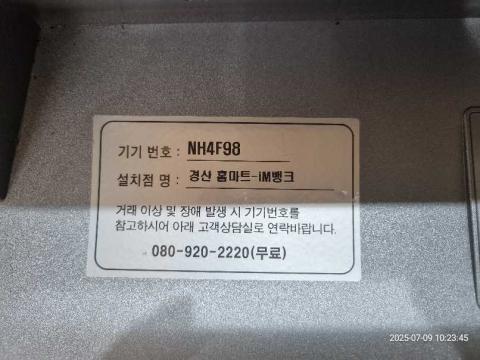 기기 번호 : NH4F98
설치점 명 : 경산 홈마트-iM뱅크
거래 이상 및 장애 발생 시 기기번호를
참고하시어 아래 고객상담실로 연락바랍니다.
080-920-2220(무료)
2025-07-09 10:23:45